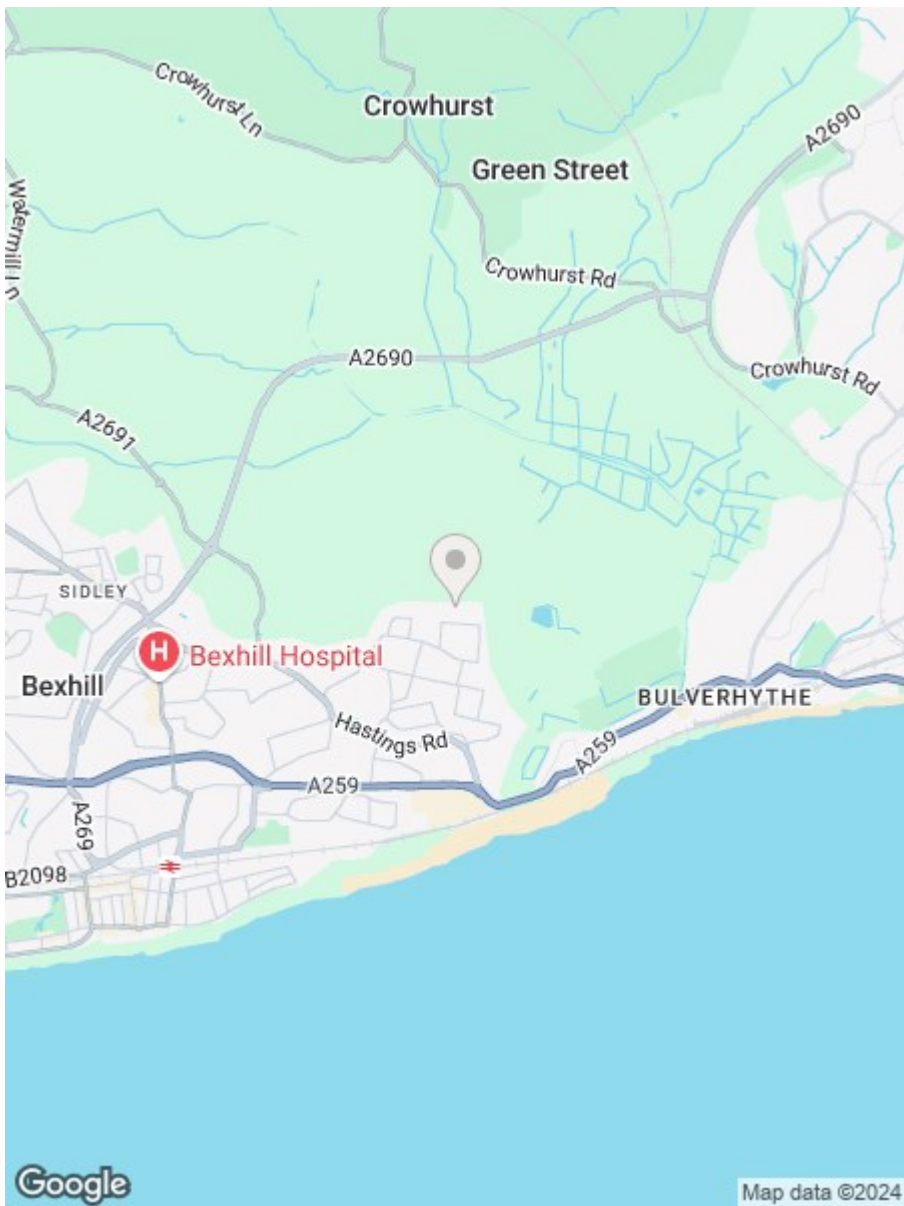 Crowhurst Ln
Crowhurst
A2690
Green Street
Watermill Ln
Crowhurst Rd
A2690
Crowhurst Rd
A2691
SIDLEY
H
Bexhill Hospital
Bexhill
BULVERHYTHE
Hastings Rd
A259
A259
A269
B2098
Google
Map data ©2024